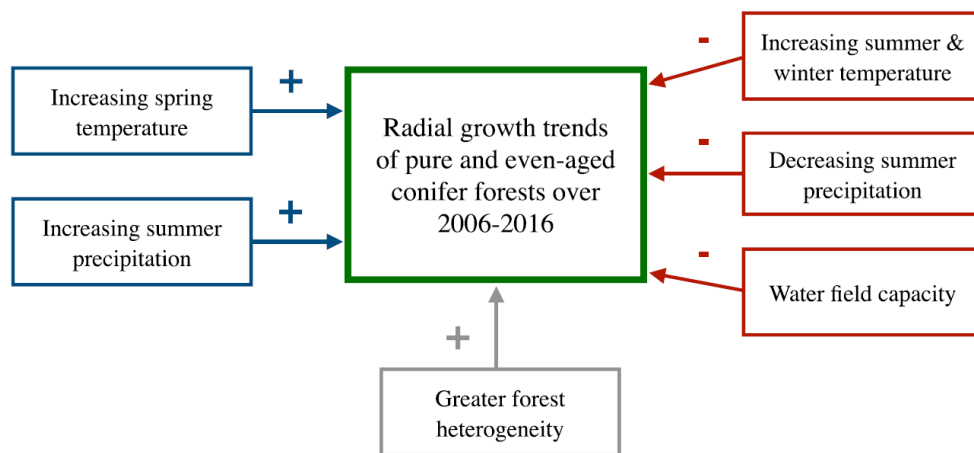 +
Increasing spring
temperature
+
Increasing summer
precipitation
Radial growth trends
of pure and even-aged
conifer forests over
2006-2016
-
Increasing summer &
winter temperature
-
Decreasing summer
precipitation
-
Water field capacity
+
Greater forest
heterogeneity